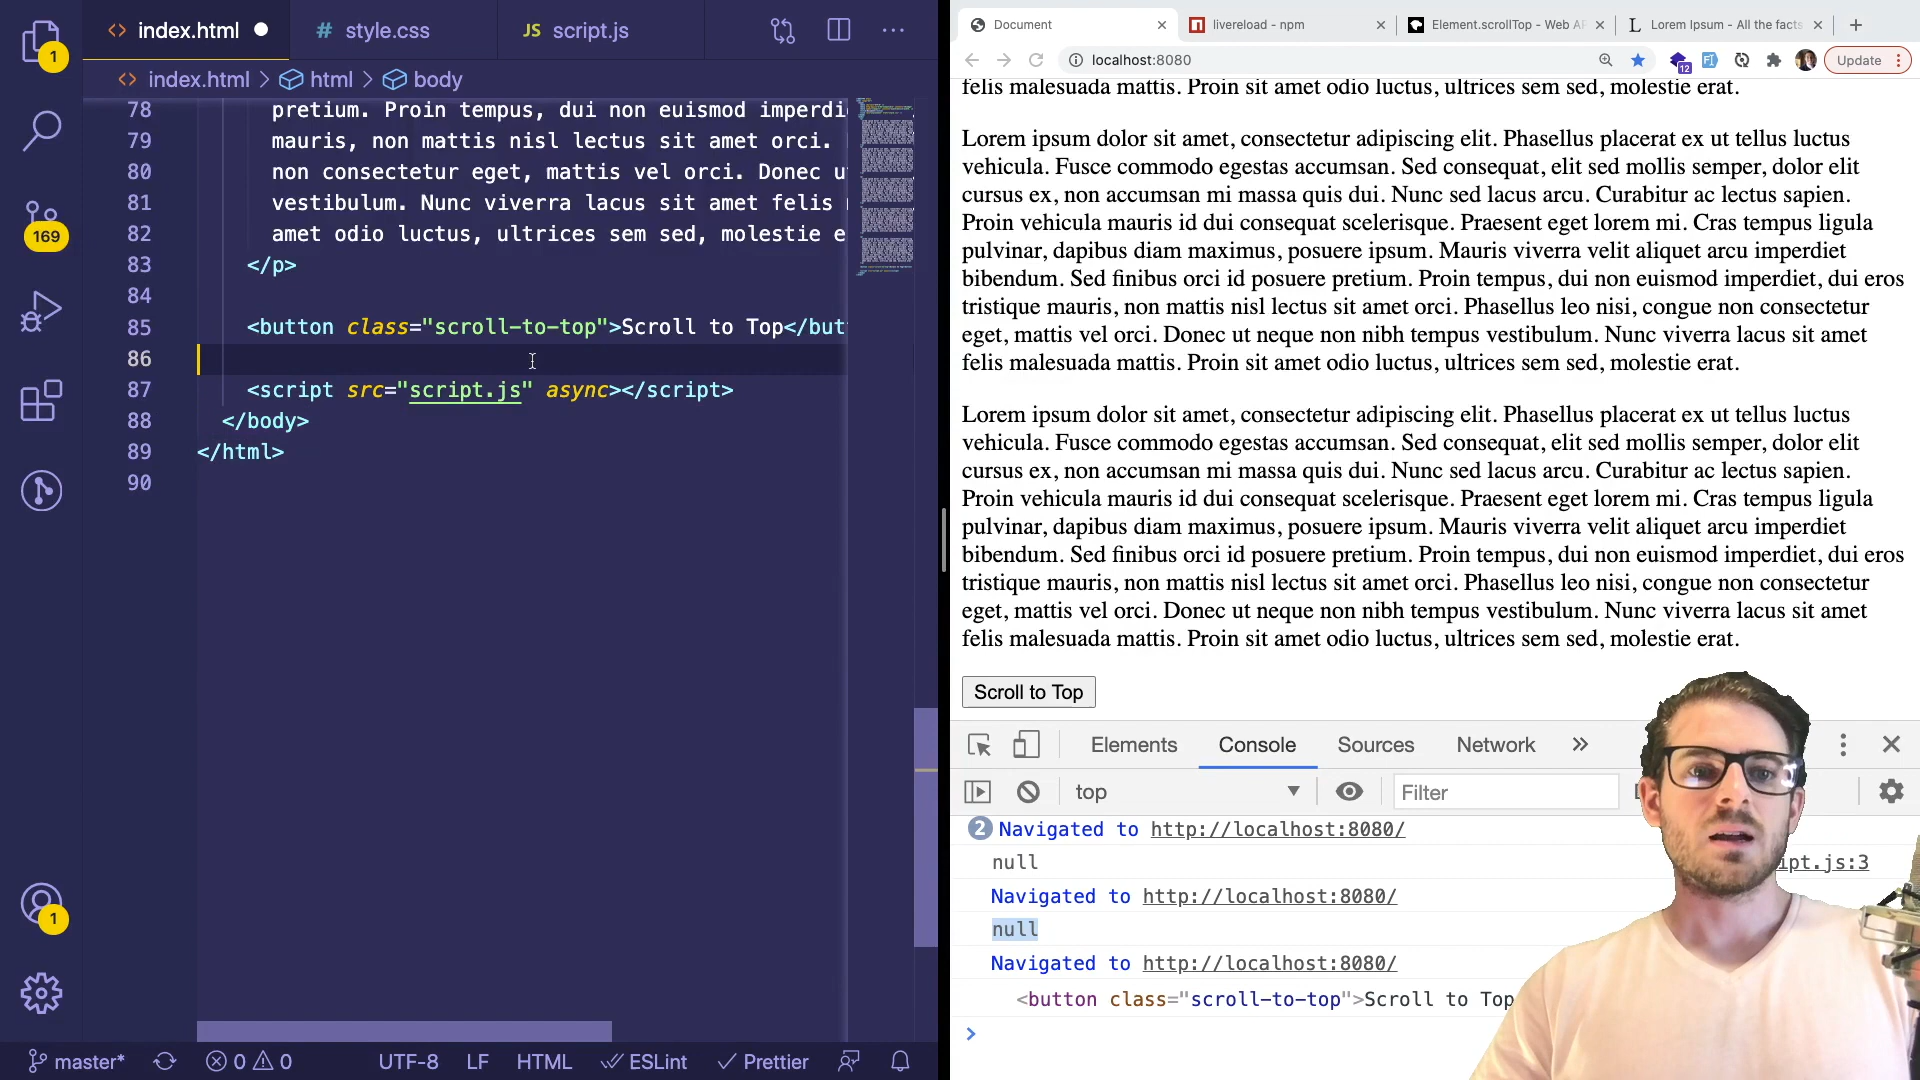 index.html
style.css
JS script.js
Document
livereload - npm
Element.scrollTop - Web AP
Lorem Ipsum - All the facts
1
index.html > html > body
localhost:8080
12
Update
78 pretium. Proin tempus, dui non euismod imperdi
79 mauris, non mattis nisl lectus sit amet orci.
80 non consectetur eget, mattis vel orci. Donec u
81 vestibulum. Nunc viverra lacus sit amet felis
82 amet odio luctus, ultrices sem sed, molestie e
83 </p>
84
85 <button class="scroll-to-top">Scroll to Top</but
86
87 <script src="script.js" async></script>
88 </body>
89 </html>
90
169
1
master*
0
0
UTF-8
LF
HTML
ESLint
Prettier
felis malesuada mattis. Proin sit amet odio luctus, ultrices sem sed, molestie erat.
Lorem ipsum dolor sit amet, consectetur adipiscing elit. Phasellus placerat ex ut tellus luctus
vehicula. Fusce commodo egestas accumsan. Sed consequat, elit sed mollis semper, dolor elit
cursus ex, non accumsan mi massa quis dui. Nunc sed lacus arcu. Curabitur ac lectus sapien.
Proin vehicula mauris id dui consequat scelerisque. Praesent eget lorem mi. Cras tempus ligula
pulvinar, dapibus diam maximus, posuere ipsum. Mauris viverra velit aliquet arcu imperdiet
bibendum. Sed finibus orci id posuere pretium. Proin tempus, dui non euismod imperdiet, dui eros
tristique mauris, non mattis nisl lectus sit amet orci. Phasellus leo nisi, congue non consectetur
eget, mattis vel orci. Donec ut neque non nibh tempus vestibulum. Nunc viverra lacus sit amet
felis malesuada mattis. Proin sit amet odio luctus, ultrices sem sed, molestie erat.
Lorem ipsum dolor sit amet, consectetur adipiscing elit. Phasellus placerat ex ut tellus luctus
vehicula. Fusce commodo egestas accumsan. Sed consequat, elit sed mollis semper, dolor elit
cursus ex, non accumsan mi massa quis dui. Nunc sed lacus arcu. Curabitur ac lectus sapien.
Proin vehicula mauris id dui consequat scelerisque. Praesent eget lorem mi. Cras tempus ligula
pulvinar, dapibus diam maximus, posuere ipsum. Mauris viverra velit aliquet arcu imperdiet
bibendum. Sed finibus orci id posuere pretium. Proin tempus, dui non euismod imperdiet, dui eros
tristique mauris, non mattis nisl lectus sit amet orci. Phasellus leo nisi, congue non consectetur
eget, mattis vel orci. Donec ut neque non nibh tempus vestibulum. Nunc viverra lacus sit amet
felis malesuada mattis. Proin sit amet odio luctus, ultrices sem sed, molestie erat.
Scroll to Top
Elements
Console
Sources
Network
top
Filter
2 Navigated to http://localhost:8080/
null
ipt.js:3
Navigated to http://localhost:8080/
null
Navigated to http://localhost:8080/
<button class="scroll-to-top">Scroll to Top